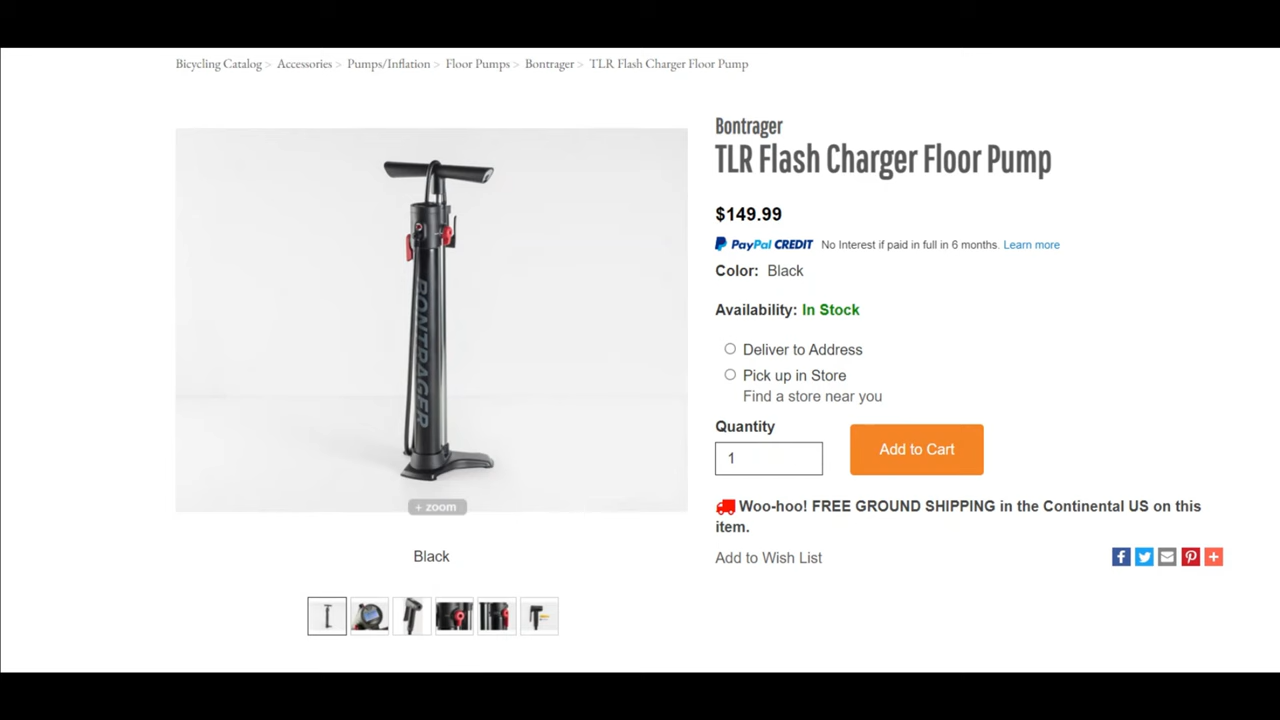 Bicycling Catalog > Accessories > Pumps/Inflation > Floor Pumps > Bontrager > TLR Flash Charger Floor Pump
Bontrager
TLR Flash Charger Floor Pump
$149.99
PayPal CREDIT No Interest if paid in full in 6 months. Learn more
Color: Black
Availability: In Stock
Deliver to Address
Pick up in Store
Find a store near you
Quantity
1
Add to Cart
Woo-hoo! FREE GROUND SHIPPING in the Continental US on this
item.
Add to Wish List
BONTRAGER
+ zoom
Black